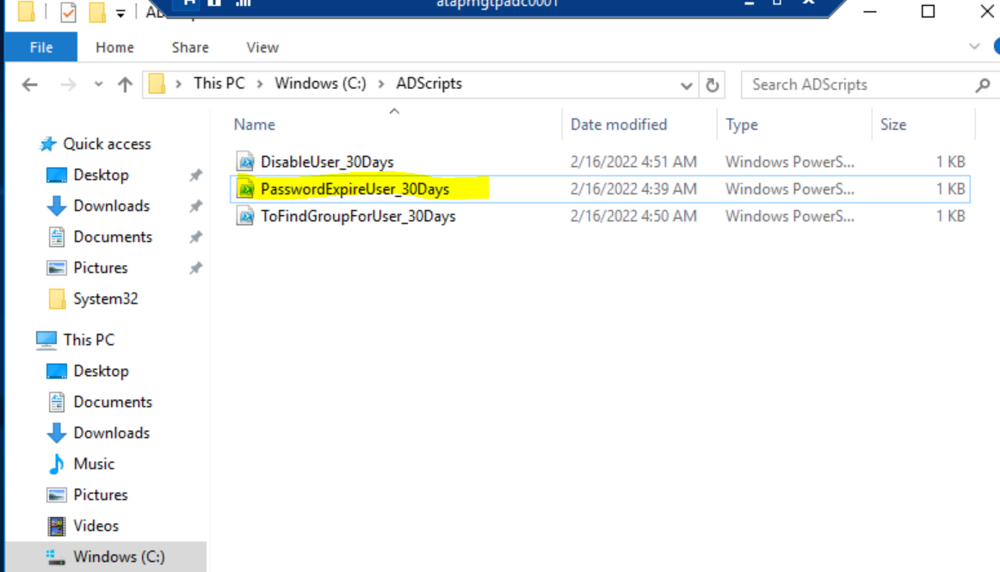 atapmgtpadc0001
File Home Share View
This PC Windows (C:) ADScripts
Search ADScripts
Name Date modified Type Size
Quick access
Desktop
Downloads
Documents
Pictures
System32
This PC
Desktop
Documents
Downloads
Music
Pictures
Videos
Windows (C:)
DisableUser_30Days 2/16/2022 4:51 AM Windows PowerS... 1 KB
PasswordExpireUser_30Days 2/16/2022 4:39 AM Windows PowerS... 1 KB
ToFindGroupForUser_30Days 2/16/2022 4:50 AM Windows PowerS... 1 KB